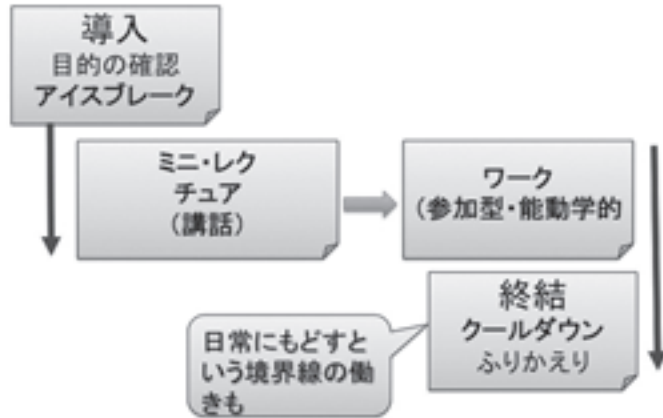 導入
目的の確認
アイスブレーク
ミニ・レク
チュア
(講話)
ワーク
(参加型・能動学的
終結
クールダウン
ふりかえり
日常にもどすと
いう境界線の働
きも